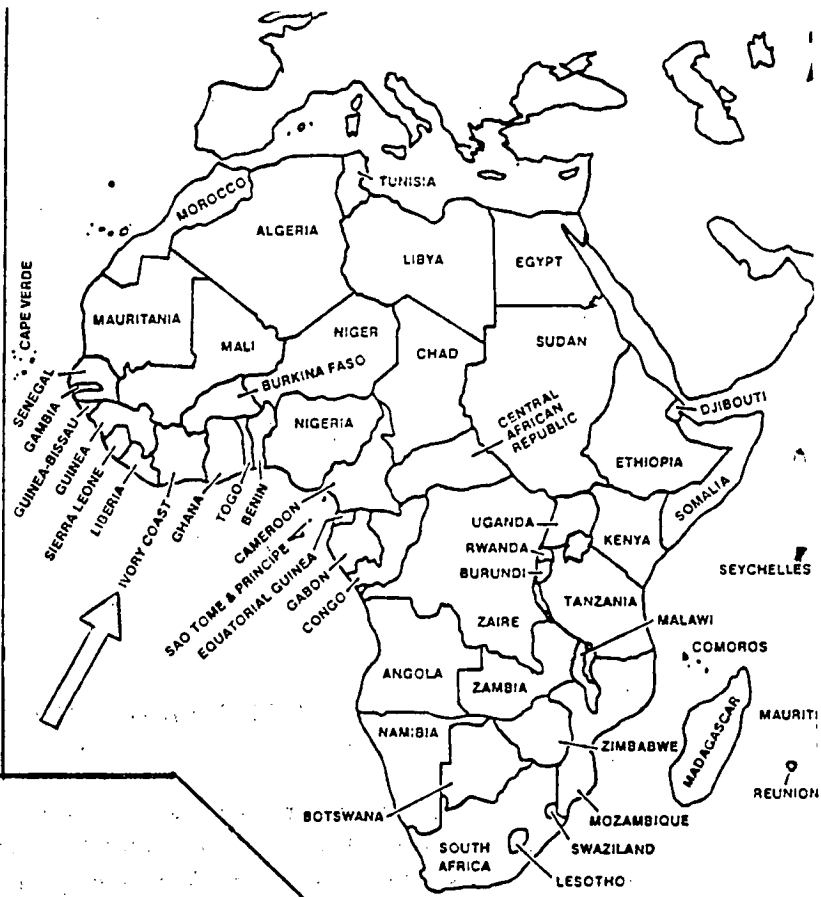 TUNISIA
MOROCCO
ALGERIA
LIBYA
EGYPT
CAPE VERDE
MAURITANIA
MALI
NIGER
CHAD
SUDAN
BURKINA FASO
SENEGAL
GAMBIA
GUINEA-BISSAU
GUINEA
SIERRA LEONE
LIBERIA
IVORY COAST
GHANA
TOGO
BENIN
NIGERIA
CENTRAL
AFRICAN
REPUBLIC
DJIBOUTI
ETHIOPIA
SOMALIA
CAMEROON
SAO TOME & PRINCIPE
EQUATORIAL GUINEA
GABON
CONGO
UGANDA
RWANDA
BURUNDI
KENYA
SEYCHELLES
TANZANIA
ZAIRE
MALAWI
COMOROS
ANGOLA
ZAMBIA
MADAGASCAR
MAURITI
NAMIBIA
ZIMBABWE
REUNION
BOTSWANA
MOZAMBIQUE
SOUTH
AFRICA
SWAZILAND
LESOTHO